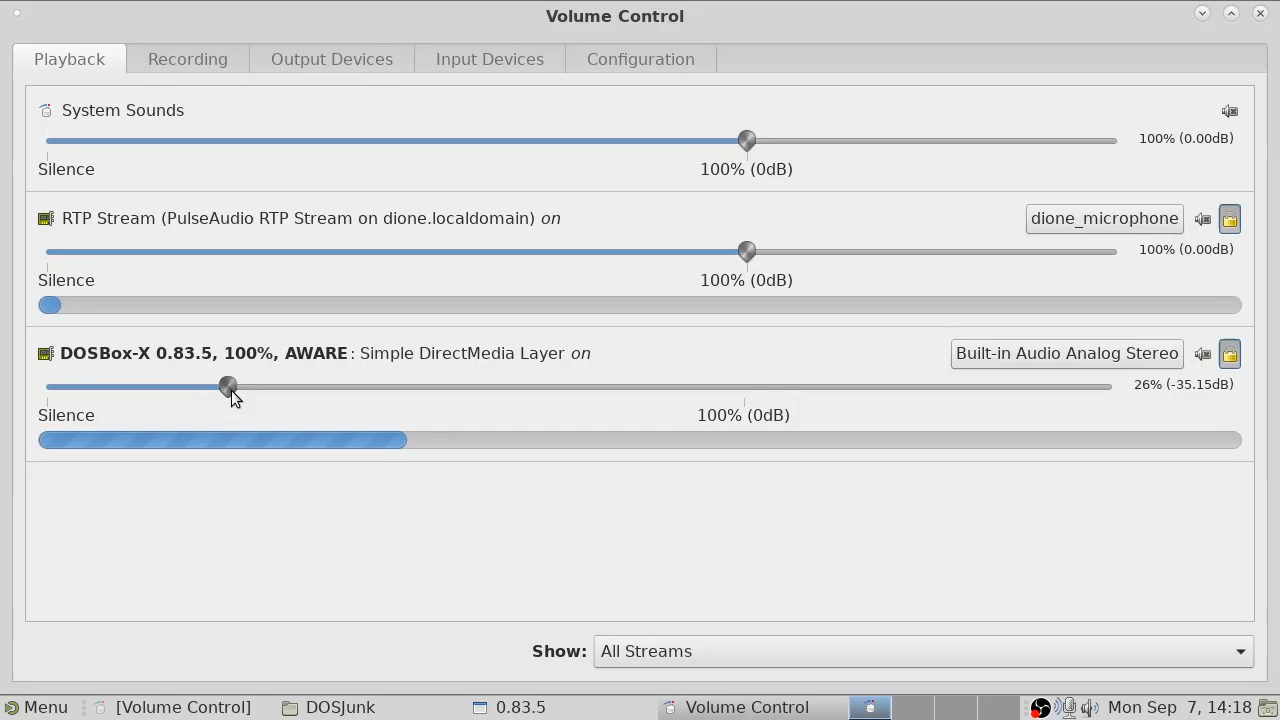 Volume Control
Playback Recording Output Devices Input Devices Configuration
System Sounds
100% (0.00dB)
Silence 100% (0dB)
RTP Stream (PulseAudio RTP Stream on dione.localdomain) on dione_microphone
100% (0.00dB)
Silence 100% (0dB)
DOSBox-X 0.83.5, 100%, AWARE: Simple DirectMedia Layer on Built-in Audio Analog Stereo
26% (-35.15dB)
Silence 100% (0dB)
Show: All Streams
Menu [Volume Control] DOSJunk 0.83.5 Volume Control Mon Sep 7, 14:18